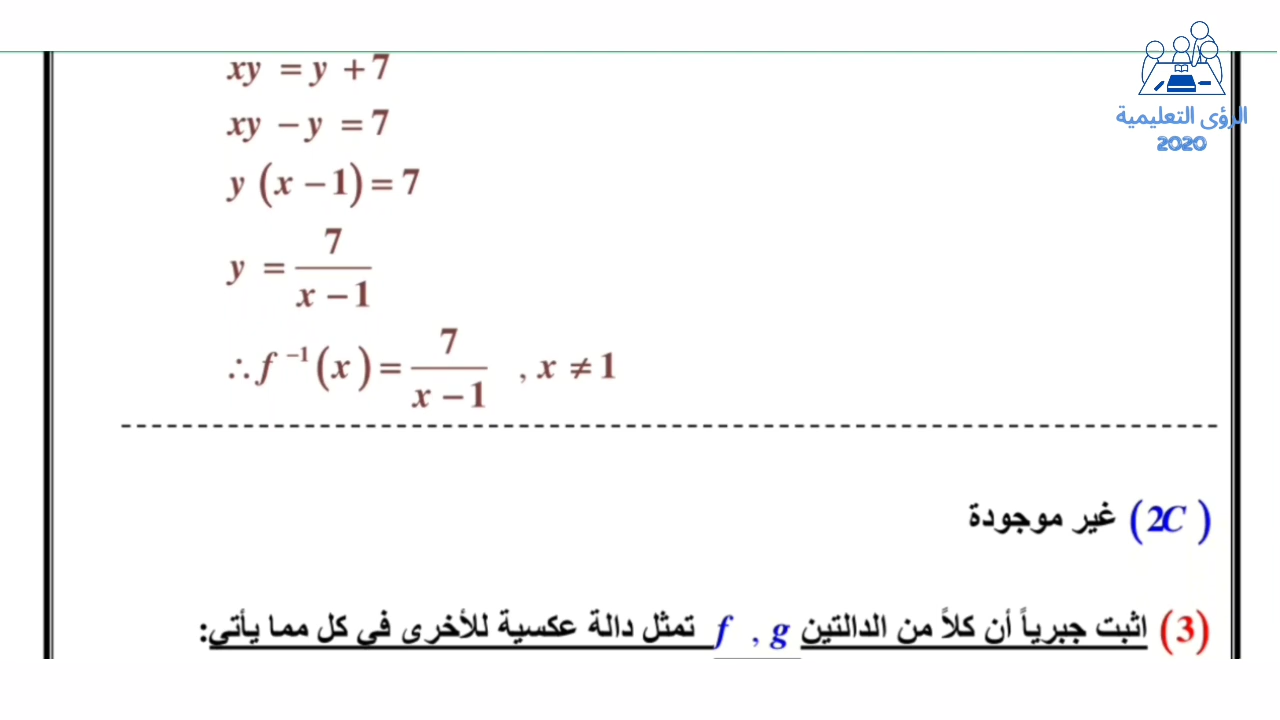 الرؤى التعليمية
2020
xy = y + 7
xy − y = 7
y (x − 1) = 7
y = 7 / (x − 1)
∴ f ⁻¹(x) = 7 / (x − 1) , x ≠ 1
(2C) غير موجودة
(3) اثبت جبرياً أن كلاً من الدالتين f , g تمثل دالة عكسية للأخرى في كل مما يأتي: